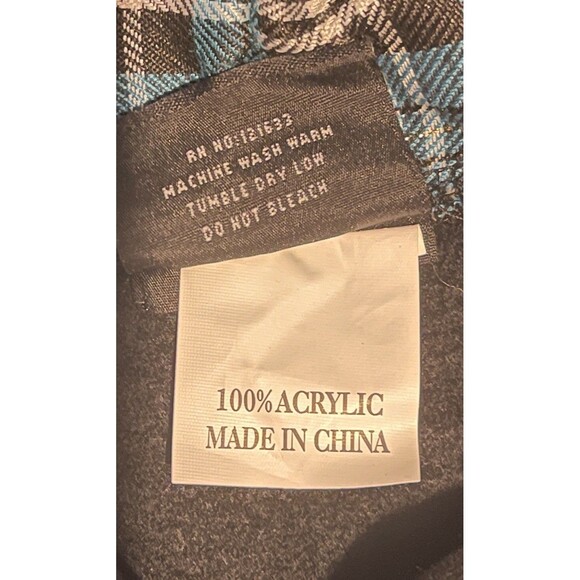 RN NO:121633
MACHINE WASH WARM
TUMBLE DRY LOW
DO NOT BLEACH
100% ACRYLIC
MADE IN CHINA